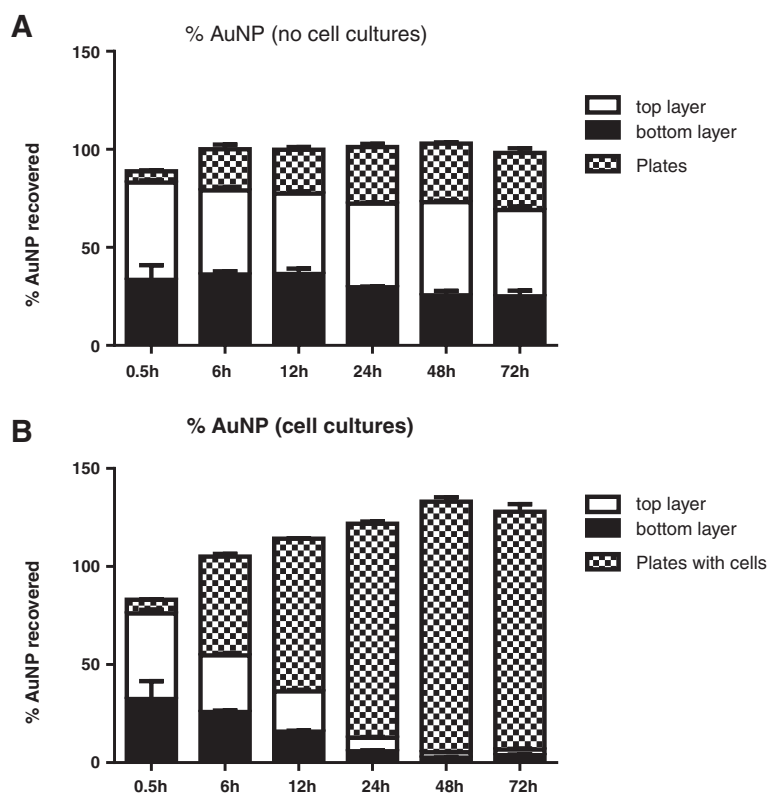 A
% AuNP (no cell cultures)
150
100
50
0
% AuNP recovered
0.5h 6h 12h 24h 48h 72h
top layer
bottom layer
Plates
B
% AuNP (cell cultures)
150
100
50
0
% AuNP recovered
0.5h 6h 12h 24h 48h 72h
top layer
bottom layer
Plates with cells